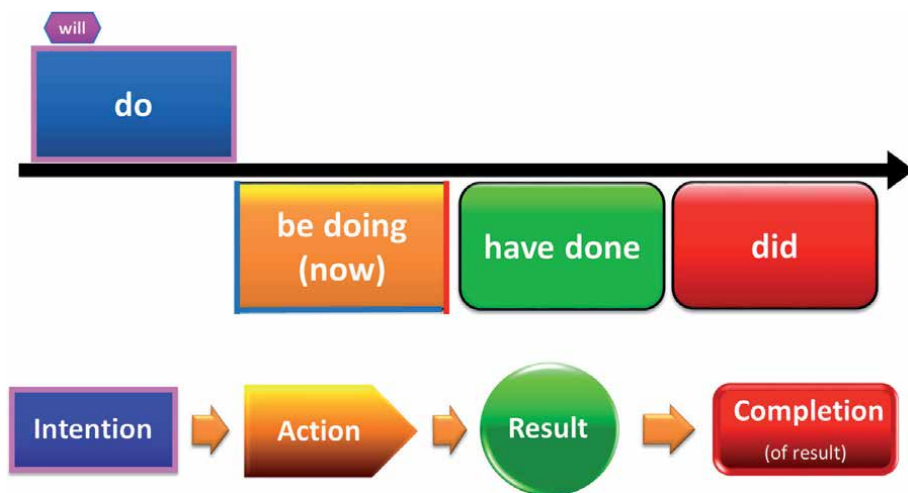 will
do
be doing
(now)
have done
did
Intention
Action
Result
Completion
(of result)